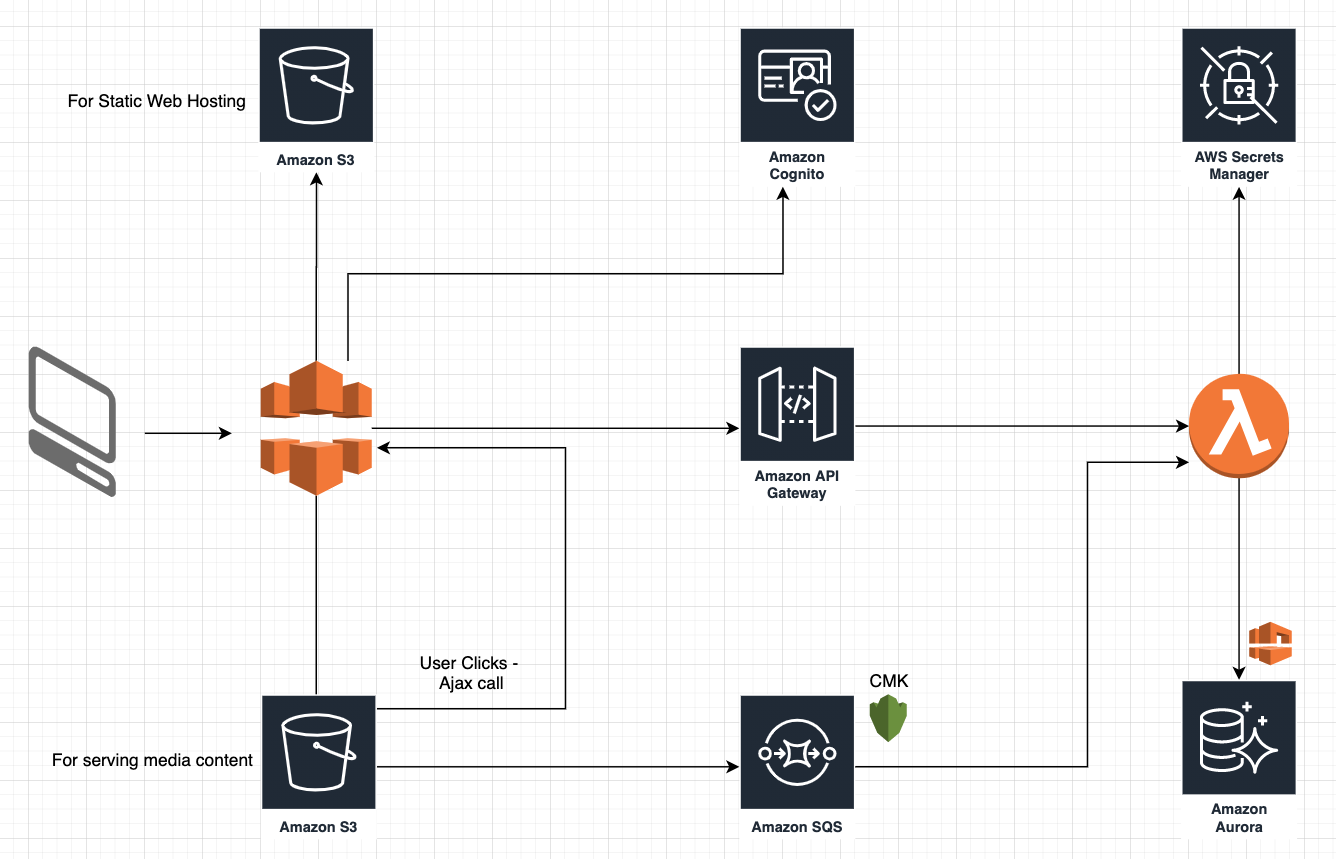 For Static Web Hosting
Amazon S3
Amazon
Cognito
AWS Secrets
Manager
Amazon API
Gateway
User Clicks -
Ajax call
CMK
For serving media content
Amazon S3
Amazon SQS
Amazon
Aurora